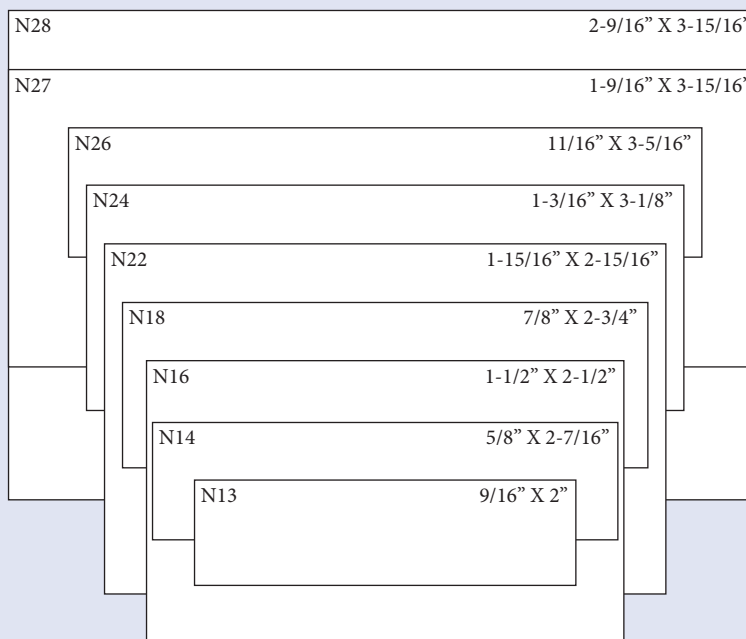 N28 2-9/16” X 3-15/16”
N27 1-9/16” X 3-15/16”
N26 11/16” X 3-5/16”
N24 1-3/16” X 3-1/8”
N22 1-15/16” X 2-15/16”
N18 7/8” X 2-3/4”
N16 1-1/2” X 2-1/2”
N14 5/8” X 2-7/16”
N13 9/16” X 2”